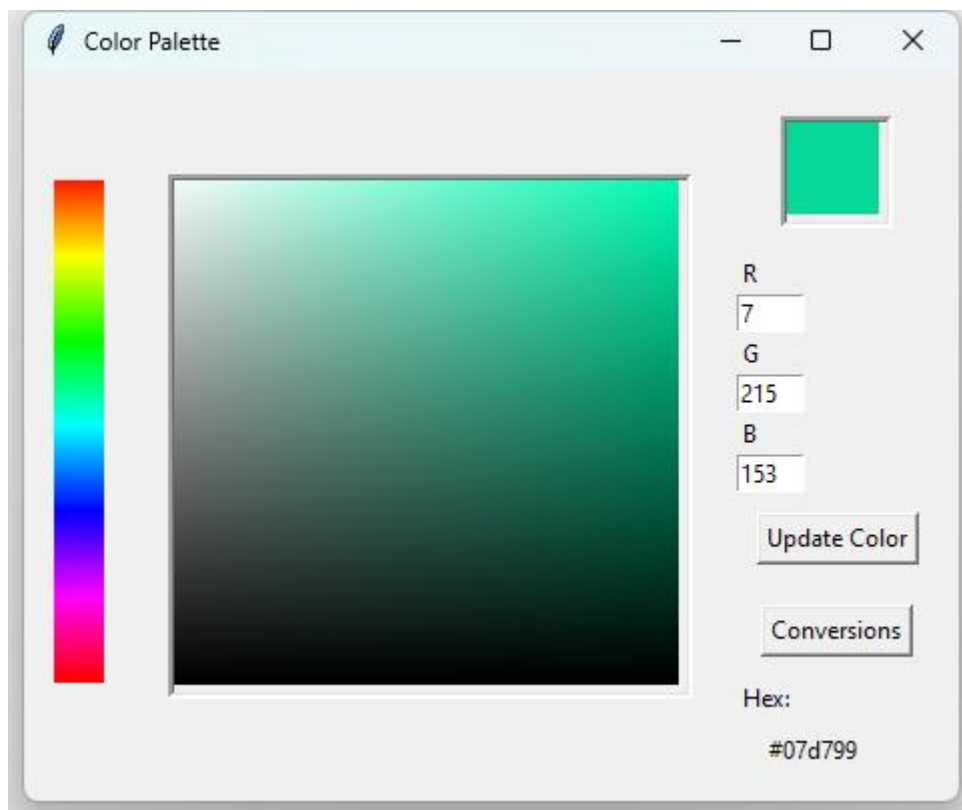 Color Palette
R
7
G
215
B
153
Update Color
Conversions
Hex:
#07d799